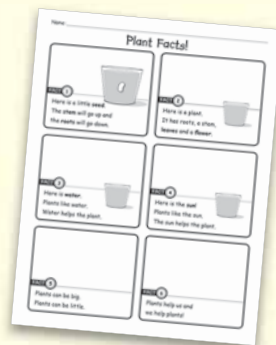 Name
Plant Facts!
FACT 1
Here is a little seed.
The stem will go up and
the roots will go down.
FACT 2
Here is a plant.
It has roots, a stem,
leaves and a flower.
FACT 3
Here is water.
Plants like water.
Water helps the plant.
FACT 4
Here is the sun!
Plants like the sun.
The sun helps the plant.
FACT 5
Plants can be big.
Plants can be little.
FACT 6
Plants help us and
we help plants!